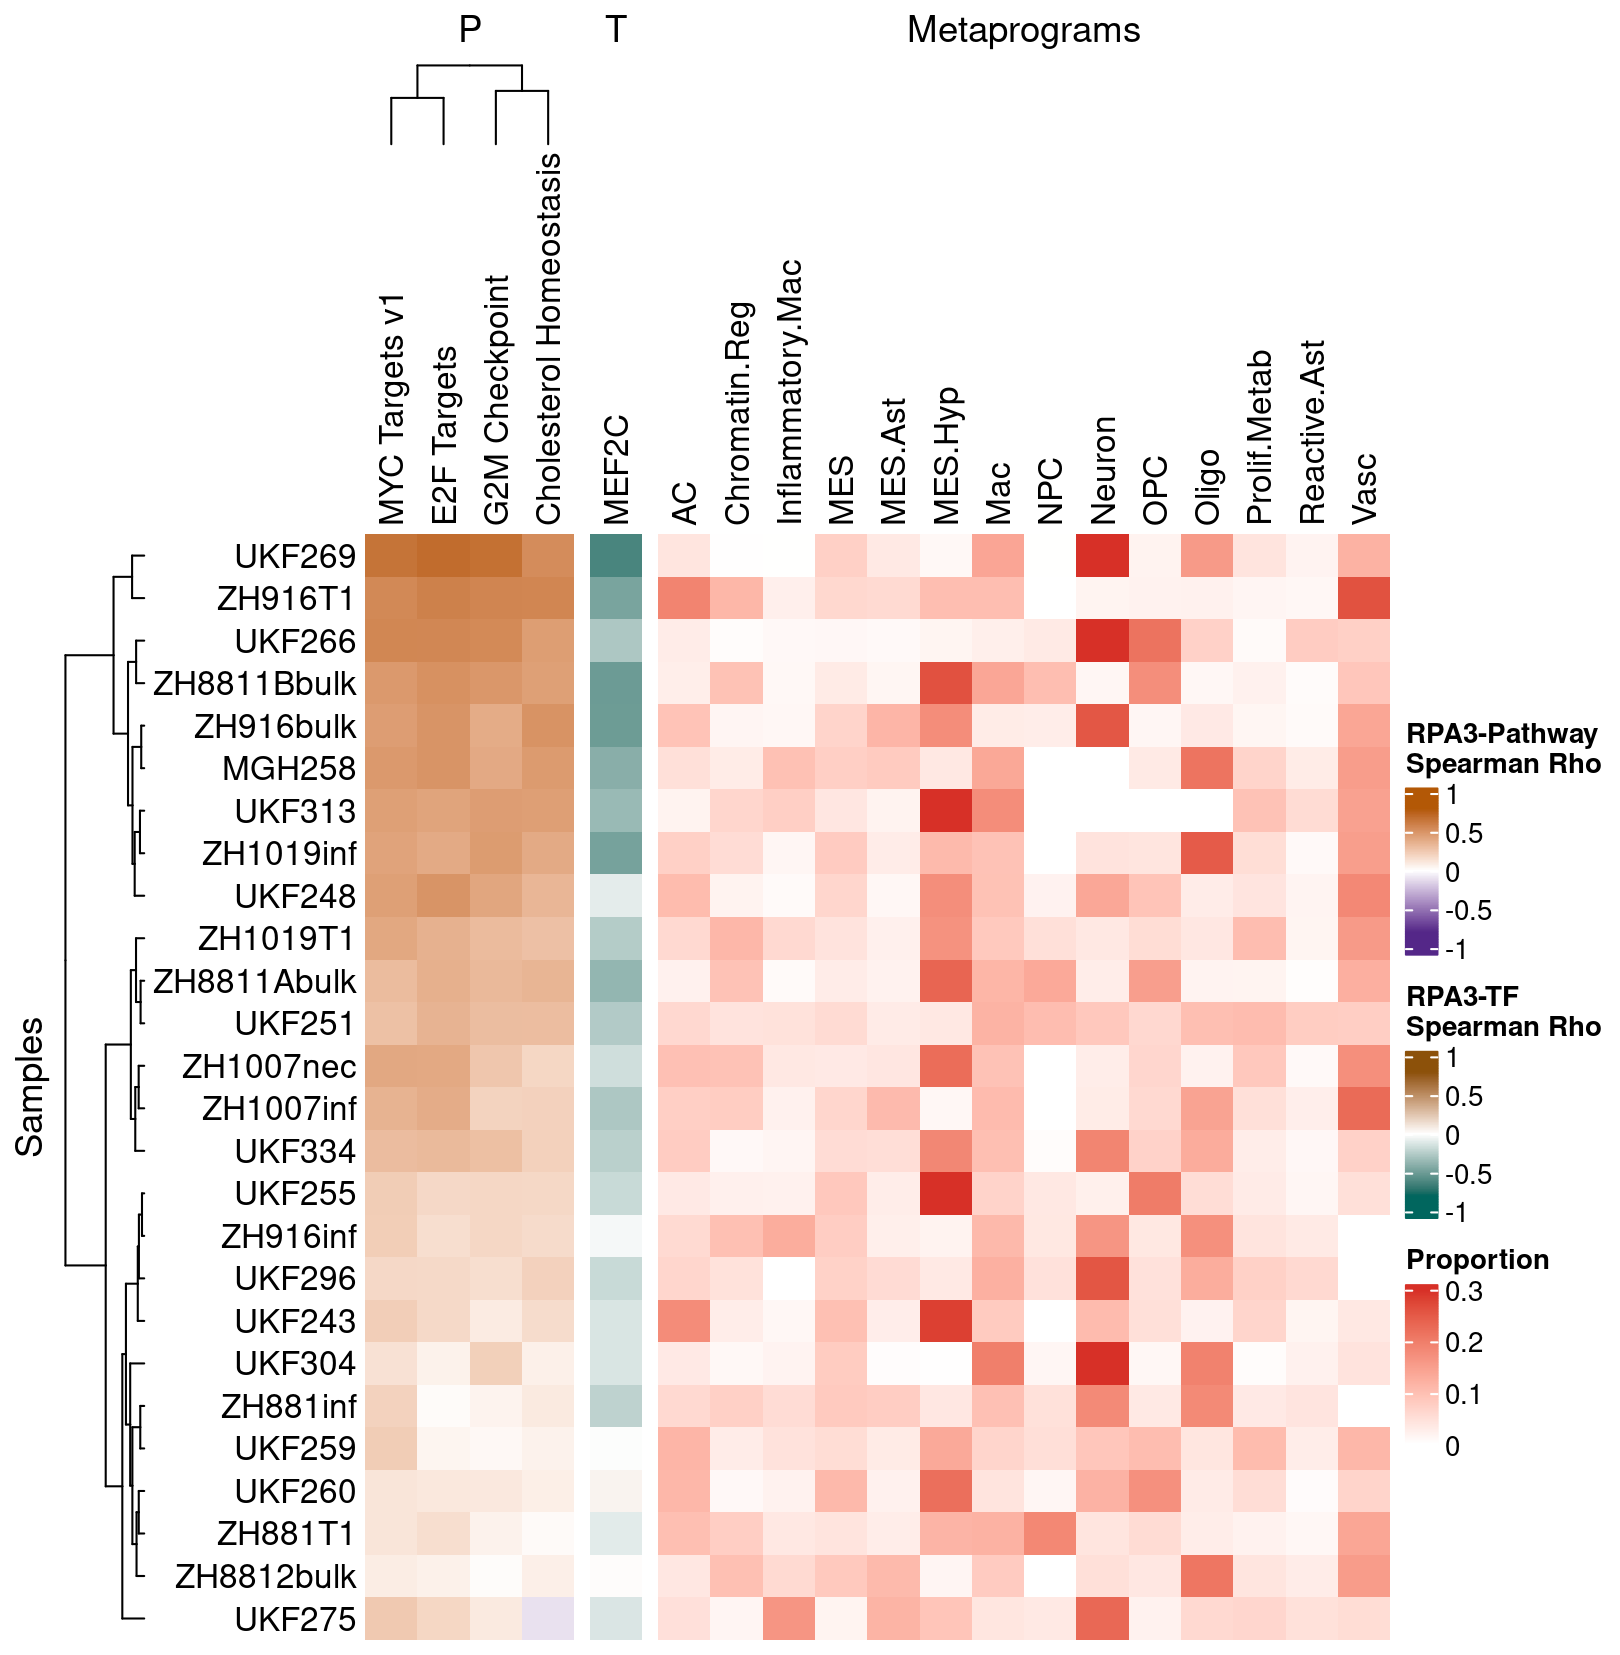 P
T
Metaprograms
MYC Targets v1
E2F Targets
G2M Checkpoint
Cholesterol Homeostasis
MEF2C
AC
Chromatin.Reg
Inflammatory.Mac
MES
MES.Ast
MES.Hyp
Mac
NPC
Neuron
OPC
Oligo
Prolif.Metab
Reactive.Ast
Vasc
Samples
UKF269
ZH916T1
UKF266
ZH8811Bbulk
ZH916bulk
MGH258
UKF313
ZH1019inf
UKF248
ZH1019T1
ZH8811Abulk
UKF251
ZH1007nec
ZH1007inf
UKF334
UKF255
ZH916inf
UKF296
UKF243
UKF304
ZH881inf
UKF259
UKF260
ZH881T1
ZH8812bulk
UKF275
RPA3-Pathway
Spearman Rho
1
0.5
0
-0.5
-1
RPA3-TF
Spearman Rho
1
0.5
0
-0.5
-1
Proportion
0.3
0.2
0.1
0